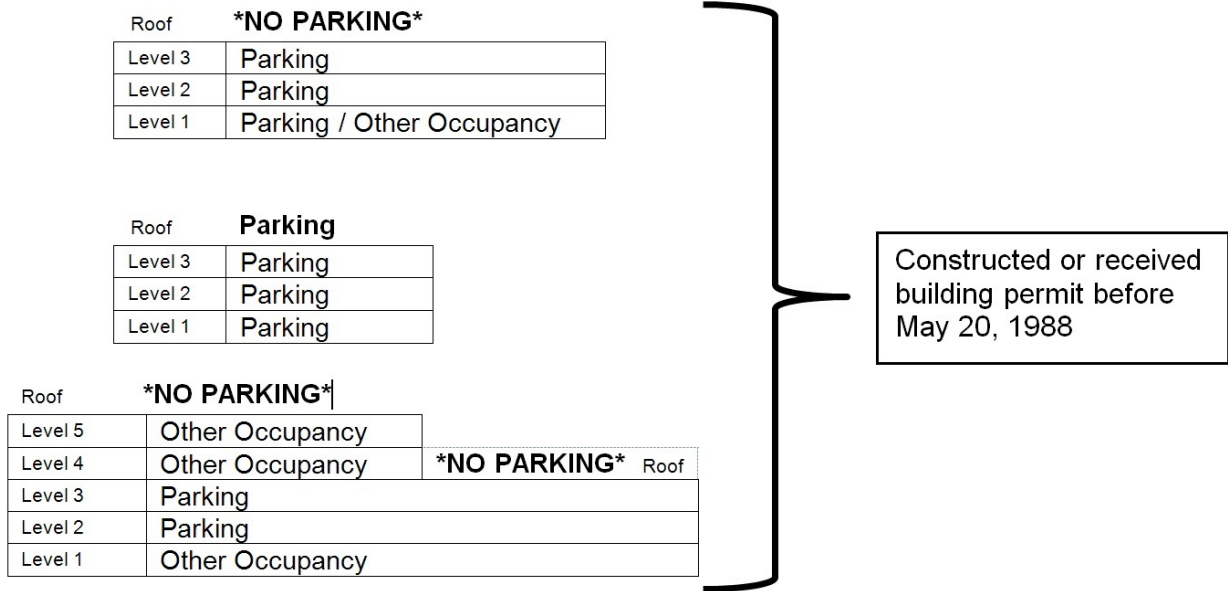 Roof *NO PARKING*
Level 3 Parking
Level 2 Parking
Level 1 Parking / Other Occupancy
Roof Parking
Level 3 Parking
Level 2 Parking
Level 1 Parking
Roof *NO PARKING*
Level 5 Other Occupancy
Level 4 Other Occupancy *NO PARKING* Roof
Level 3 Parking
Level 2 Parking
Level 1 Other Occupancy
Constructed or received
building permit before
May 20, 1988